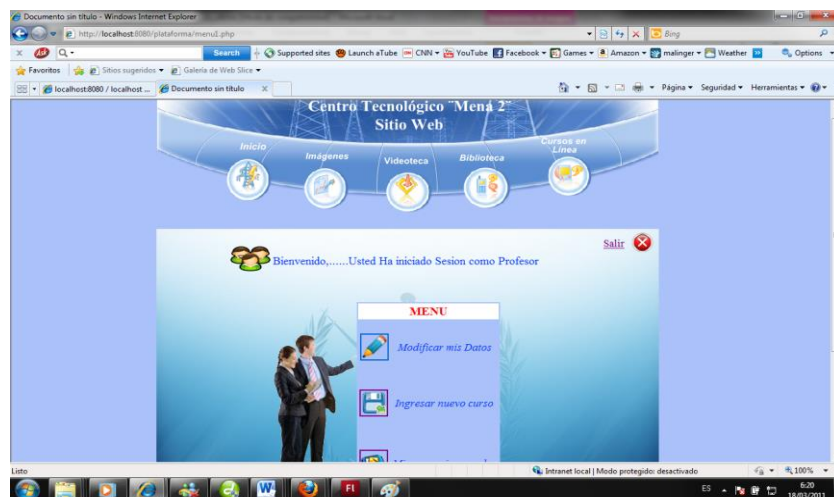 Documento sin título - Windows Internet Explorer
http://localhost:8080/plataforma/menu1.php
Bing
Ask
Search
Supported sites Launch aTube CNN YouTube Facebook Games Amazon malinger Weather Options
Favoritos Sitios sugeridos Galería de Web Slice
localhost:8080 / localhost ... Documento sin título X
Página Seguridad Herramientas
Centro Tecnológico ¨Mena 2¨
Sitio Web
Inicio
Imágenes
Videoteca
Biblioteca
Cursos en
Línea
Salir
Bienvenido,......Usted Ha iniciado Sesion como Profesor
MENU
Modificar mis Datos
Ingresar nuevo curso
Listo
Intranet local | Modo protegido: desactivado
100%
W
Fl
ES
6:20
18/03/2011